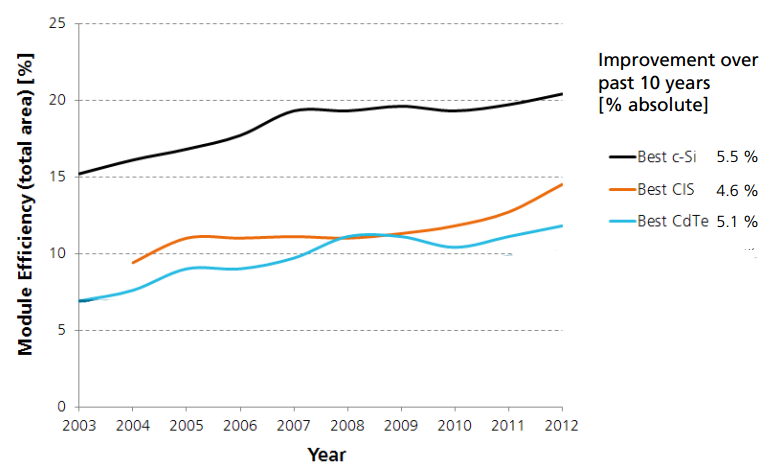 25
20
15
10
5
0
Module Efficiency (total area) [%]
2003 2004 2005 2006 2007 2008 2009 2010 2011 2012
Year
Improvement over
past 10 years
[% absolute]
Best c-Si 5.5 %
Best CIS 4.6 %
Best CdTe 5.1 %